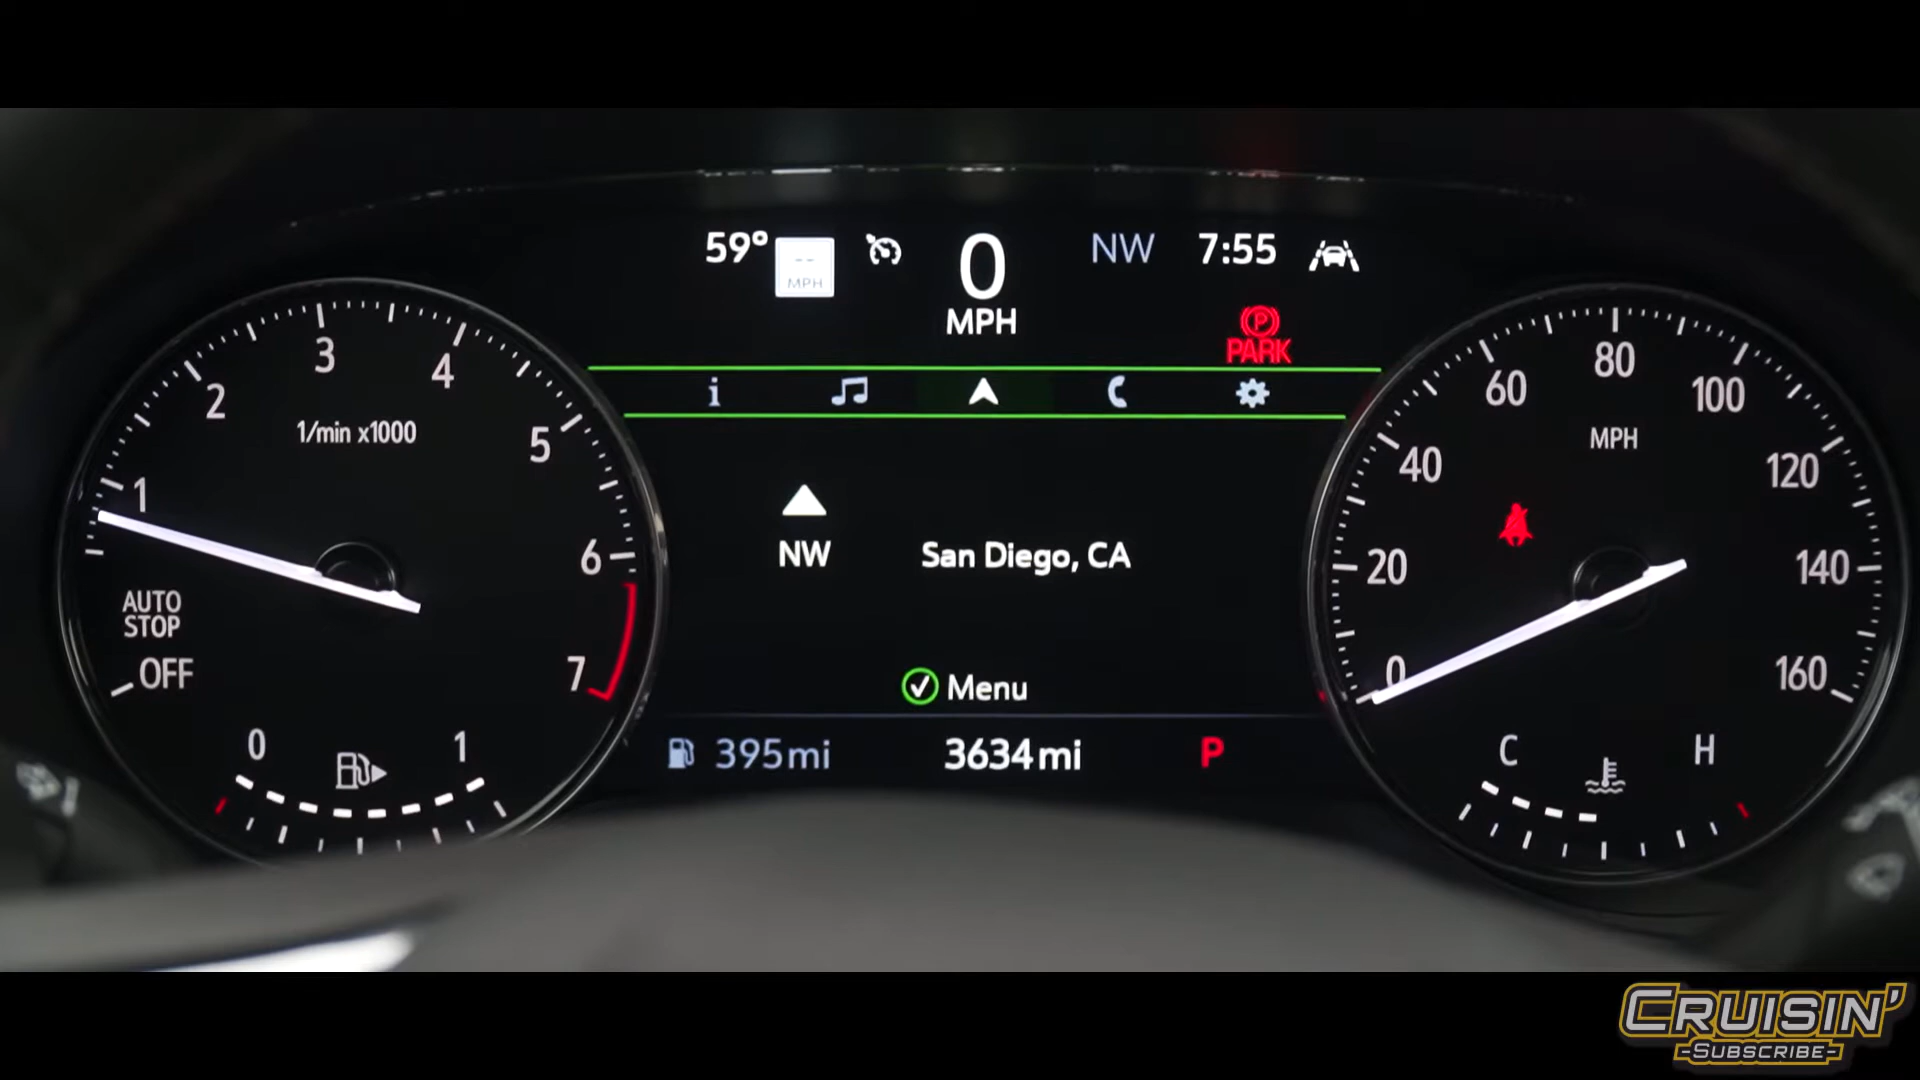 59°
--
MPH
0
MPH
NW
7:55
PARK
P
i
1
2
3
4
5
6
7
1/min x1000
AUTO
STOP
OFF
0
1
NW
San Diego, CA
Menu
395mi
3634mi
P
0
20
40
60
80
100
120
140
160
MPH
C
H
CRUISIN'
-SUBSCRIBE-